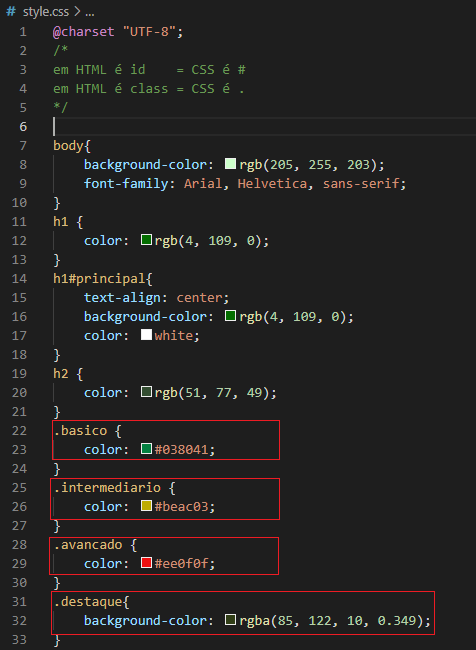 # style.css > ...
1 @charset "UTF-8";
2 /*
3 em HTML é id    = CSS é #
4 em HTML é class = CSS é .
5 */
6
7 body{
8     background-color: rgb(205, 255, 203);
9     font-family: Arial, Helvetica, sans-serif;
10 }
11 h1 {
12     color: rgb(4, 109, 0);
13 }
14 h1#principal{
15     text-align: center;
16     background-color: rgb(4, 109, 0);
17     color: white;
18 }
19 h2 {
20     color: rgb(51, 77, 49);
21 }
22 .basico {
23     color: #038041;
24 }
25 .intermediario {
26     color: #beac03;
27 }
28 .avancado {
29     color: #ee0f0f;
30 }
31 .destaque{
32     background-color: rgba(85, 122, 10, 0.349);
33 }